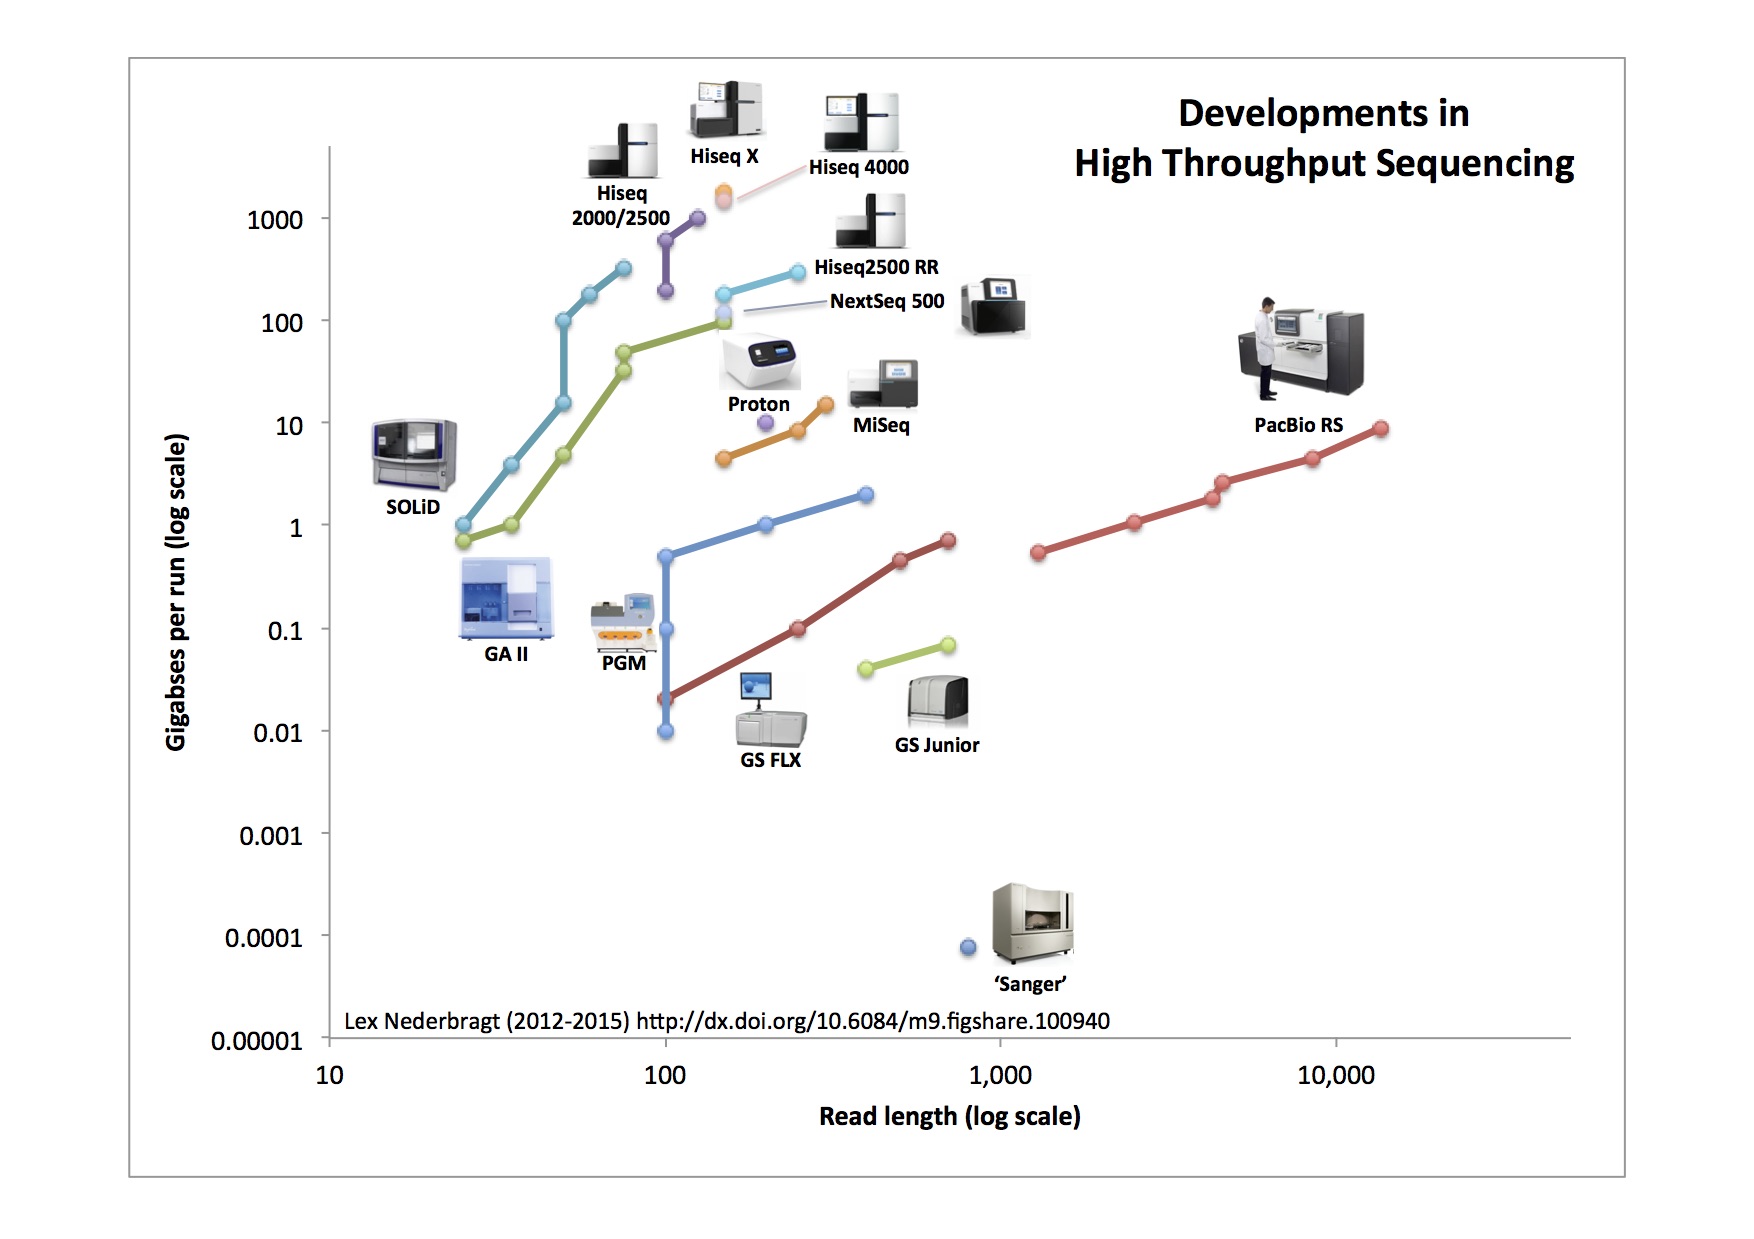 Developments in
High Throughput Sequencing
Hiseq X
Hiseq 4000
Hiseq
2000/2500
Hiseq2500 RR
NextSeq 500
Proton
MiSeq
PacBio RS
SOLiD
GA II
PGM
GS FLX
GS Junior
‘Sanger’
Gigabses per run (log scale)
1000
100
10
1
0.1
0.01
0.001
0.0001
0.00001
Lex Nederbragt (2012-2015) http://dx.doi.org/10.6084/m9.figshare.100940
10
100
1,000
10,000
Read length (log scale)